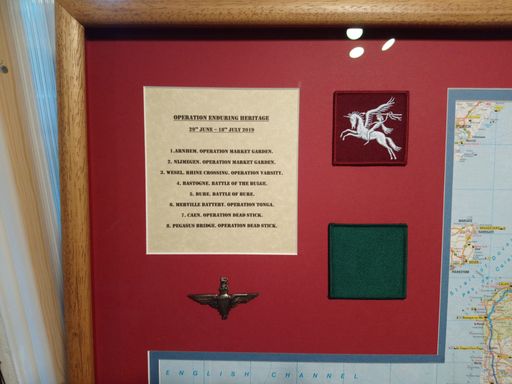 OPERATION ENDURING HERITAGE
29TH JUNE – 18TH JULY 2019
1.ARNHEM. OPERATION MARKET GARDEN.
2. NIJMEGEN. OPERATION MARKET GARDEN.
3. WESEL. RHINE CROSSING. OPERATION VARSITY.
4. BASTOGNE. BATTLE OF THE BULGE.
5. BURE. BATTLE OF BURE.
6. MERVILLE BATTERY. OPERATION TONGA.
7. CAEN. OPERATION DEAD STICK.
8. PEGASUS BRIDGE. OPERATION DEAD STICK.
ENGLISH CHANNEL